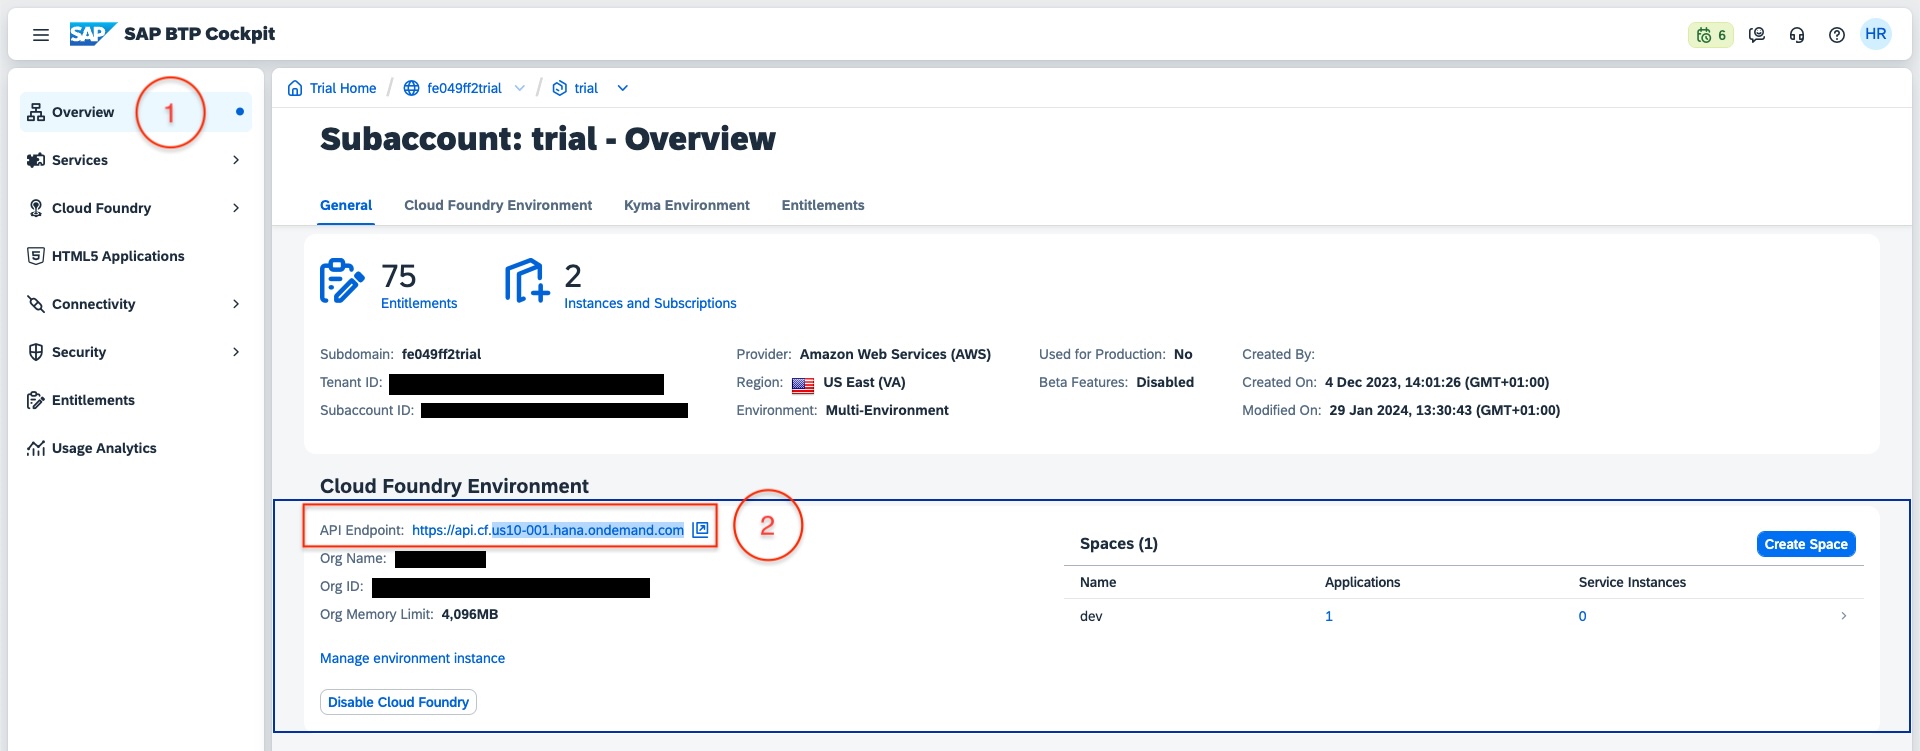 SAP SAP BTP Cockpit
6
HR
Overview
1
Services
Cloud Foundry
HTML5 Applications
Connectivity
Security
Entitlements
Usage Analytics
Trial Home / fe049ff2trial / trial
Subaccount: trial - Overview
General Cloud Foundry Environment Kyma Environment Entitlements
75
Entitlements
2
Instances and Subscriptions
Subdomain: fe049ff2trial
Tenant ID:
Subaccount ID:
Provider: Amazon Web Services (AWS)
Region: US East (VA)
Environment: Multi-Environment
Used for Production: No
Beta Features: Disabled
Created By:
Created On: 4 Dec 2023, 14:01:26 (GMT+01:00)
Modified On: 29 Jan 2024, 13:30:43 (GMT+01:00)
Cloud Foundry Environment
API Endpoint: https://api.cf.us10-001.hana.ondemand.com
2
Org Name:
Org ID:
Org Memory Limit: 4,096MB
Manage environment instance
Disable Cloud Foundry
Spaces (1)
Create Space
Name Applications Service Instances
dev 1 0